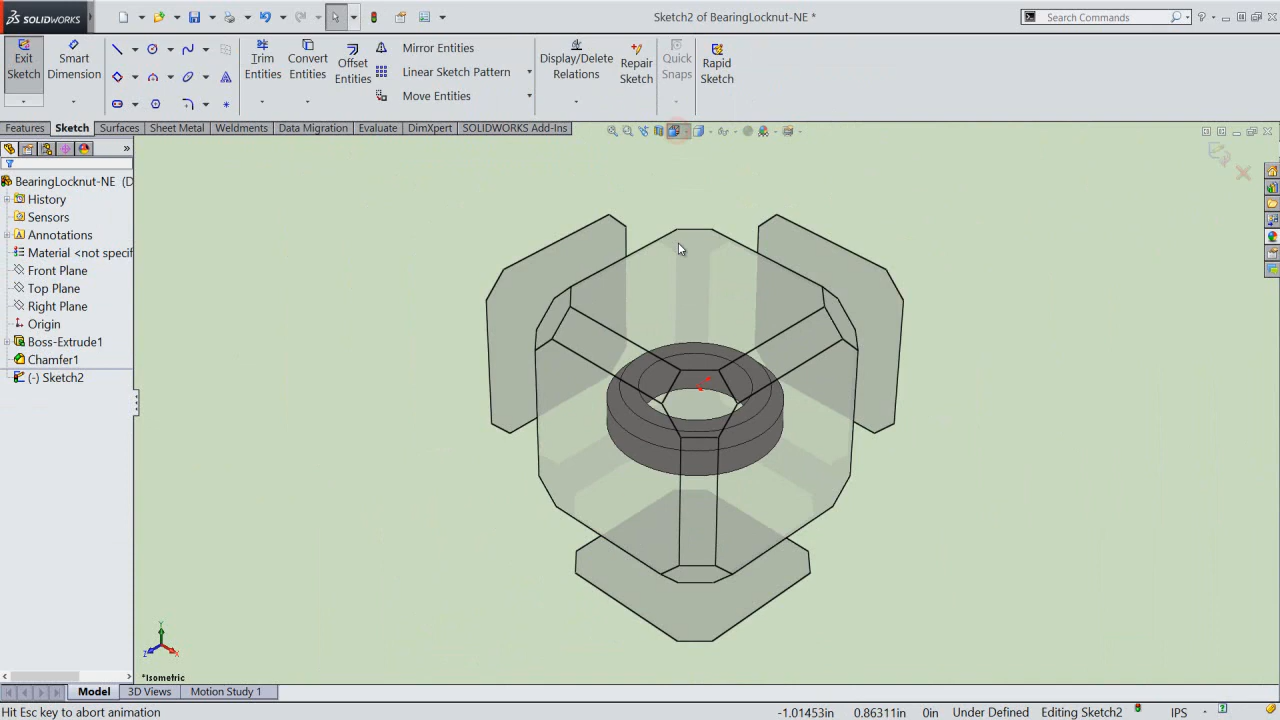 SOLIDWORKS
Sketch2 of BearingLocknut-NE *
Search Commands
Exit Sketch
Smart Dimension
Trim Entities
Convert Entities
Offset Entities
Mirror Entities
Linear Sketch Pattern
Move Entities
Display/Delete Relations
Repair Sketch
Quick Snaps
Rapid Sketch
Features
Sketch
Surfaces
Sheet Metal
Weldments
Data Migration
Evaluate
DimXpert
SOLIDWORKS Add-Ins
BearingLocknut-NE (D
History
Sensors
Annotations
Material <not specif
Front Plane
Top Plane
Right Plane
Origin
Boss-Extrude1
Chamfer1
(-) Sketch2
Y
Z
X
*Isometric
Model
3D Views
Motion Study 1
Hit Esc key to abort animation
-1.01453in
0.86311in
0in
Under Defined
Editing Sketch2
IPS